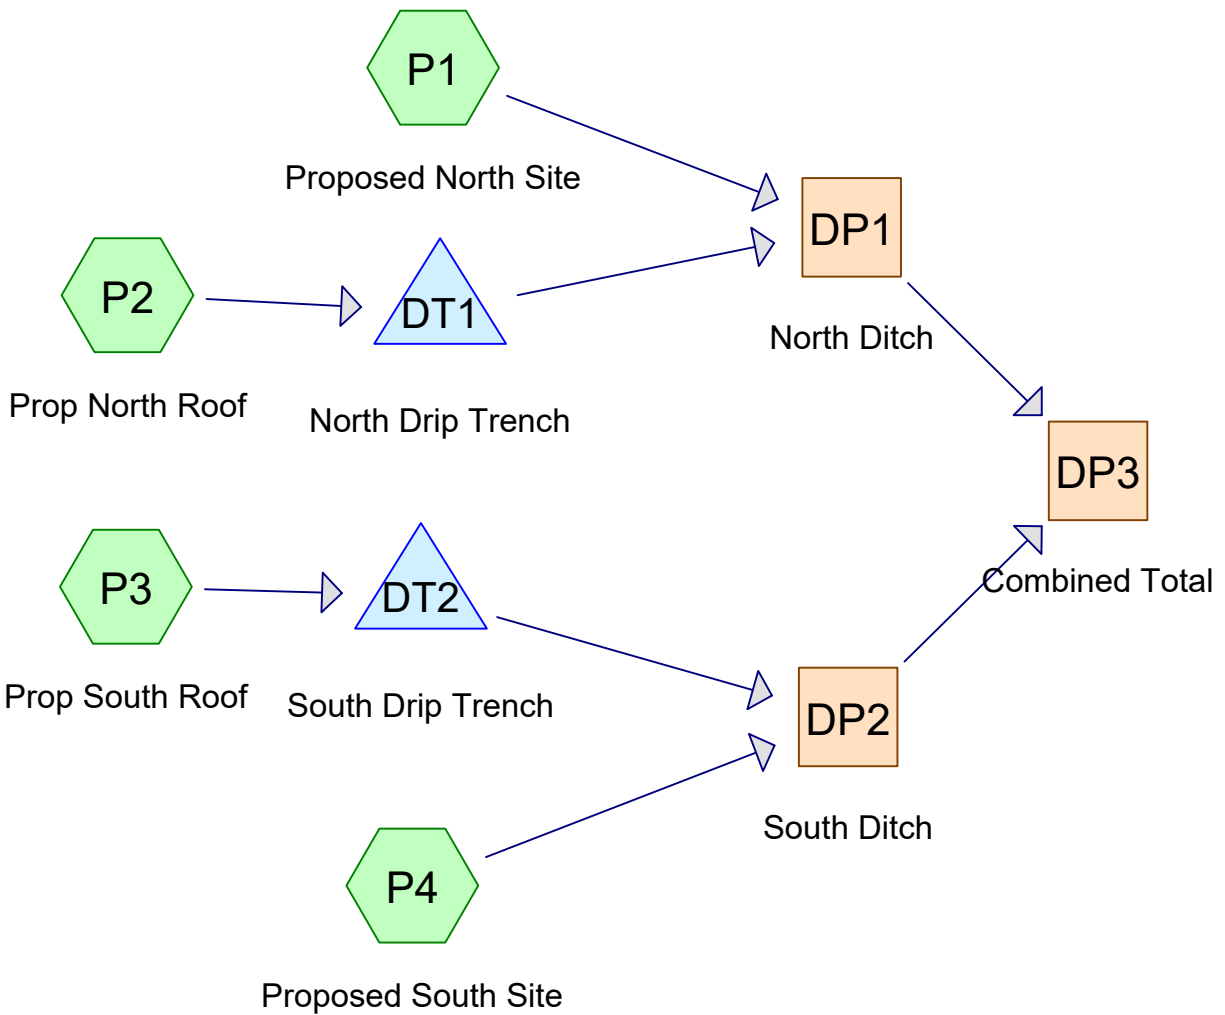 P1
Proposed North Site
P2
Prop North Roof
DT1
North Drip Trench
DP1
North Ditch
DP3
Combined Total
P3
Prop South Roof
DT2
South Drip Trench
DP2
South Ditch
P4
Proposed South Site